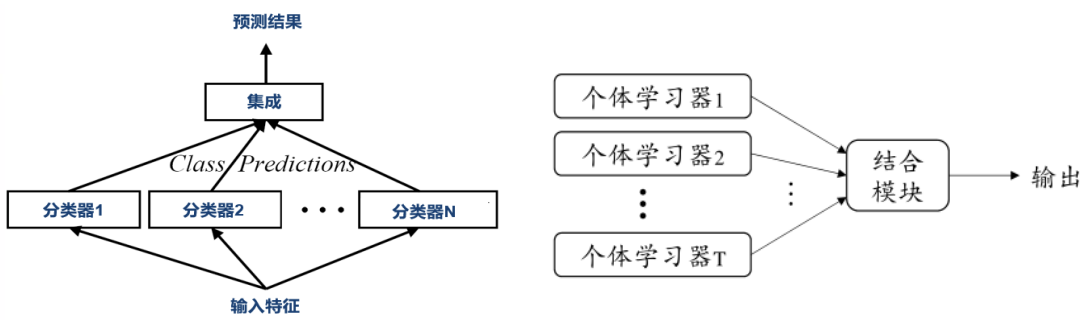 预测结果
集成
Class Predictions
分类器1
分类器2
• • •
分类器N
输入特征
个体学习器1
个体学习器2
个体学习器T
结合
模块
输出